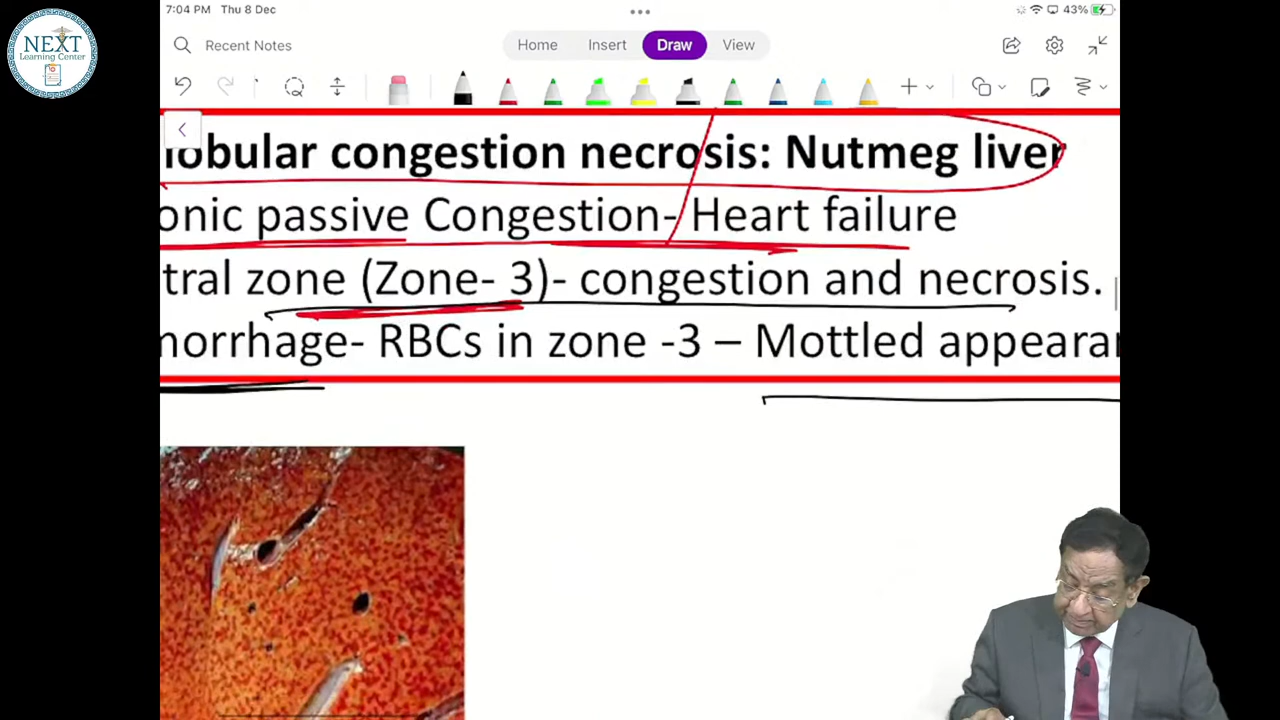 7:04 PM Thu 8 Dec
43%
NEXT
Learning Center
Recent Notes
Home Insert Draw View
lobular congestion necrosis: Nutmeg liver
onic passive Congestion- Heart failure
tral zone (Zone- 3)- congestion and necrosis.
morrhage- RBCs in zone -3 – Mottled appeara